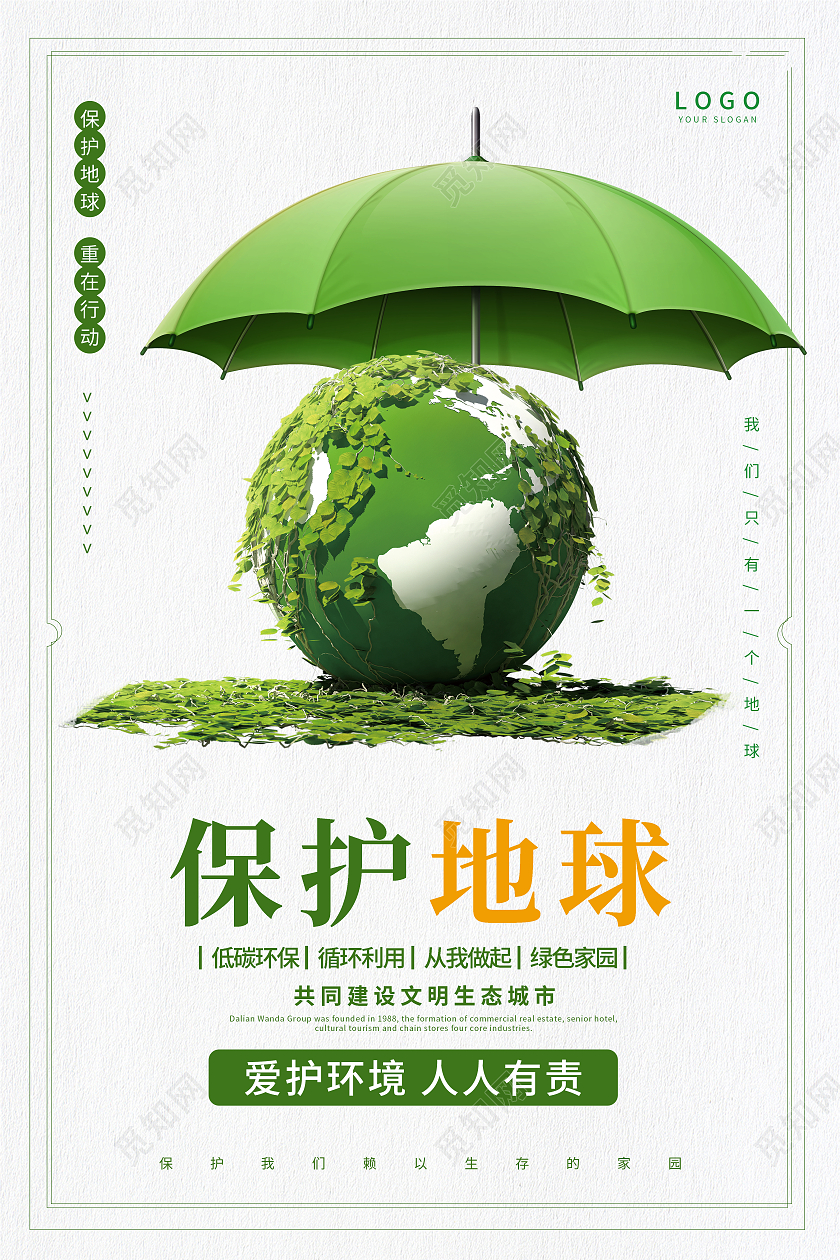 LOGO
YOUR SLOGAN
保护地球
重在行动
我/们/只/有/一/个/地/球
保护地球
|低碳环保|循环利用|从我做起|绿色家园|
共同建设文明生态城市
Dalian Wanda Group was founded in 1988, the formation of commercial real estate, senior hotel,
cultural tourism and chain stores four core industries.
爱护环境 人人有责
保护我们赖以生存的家园
觅知网